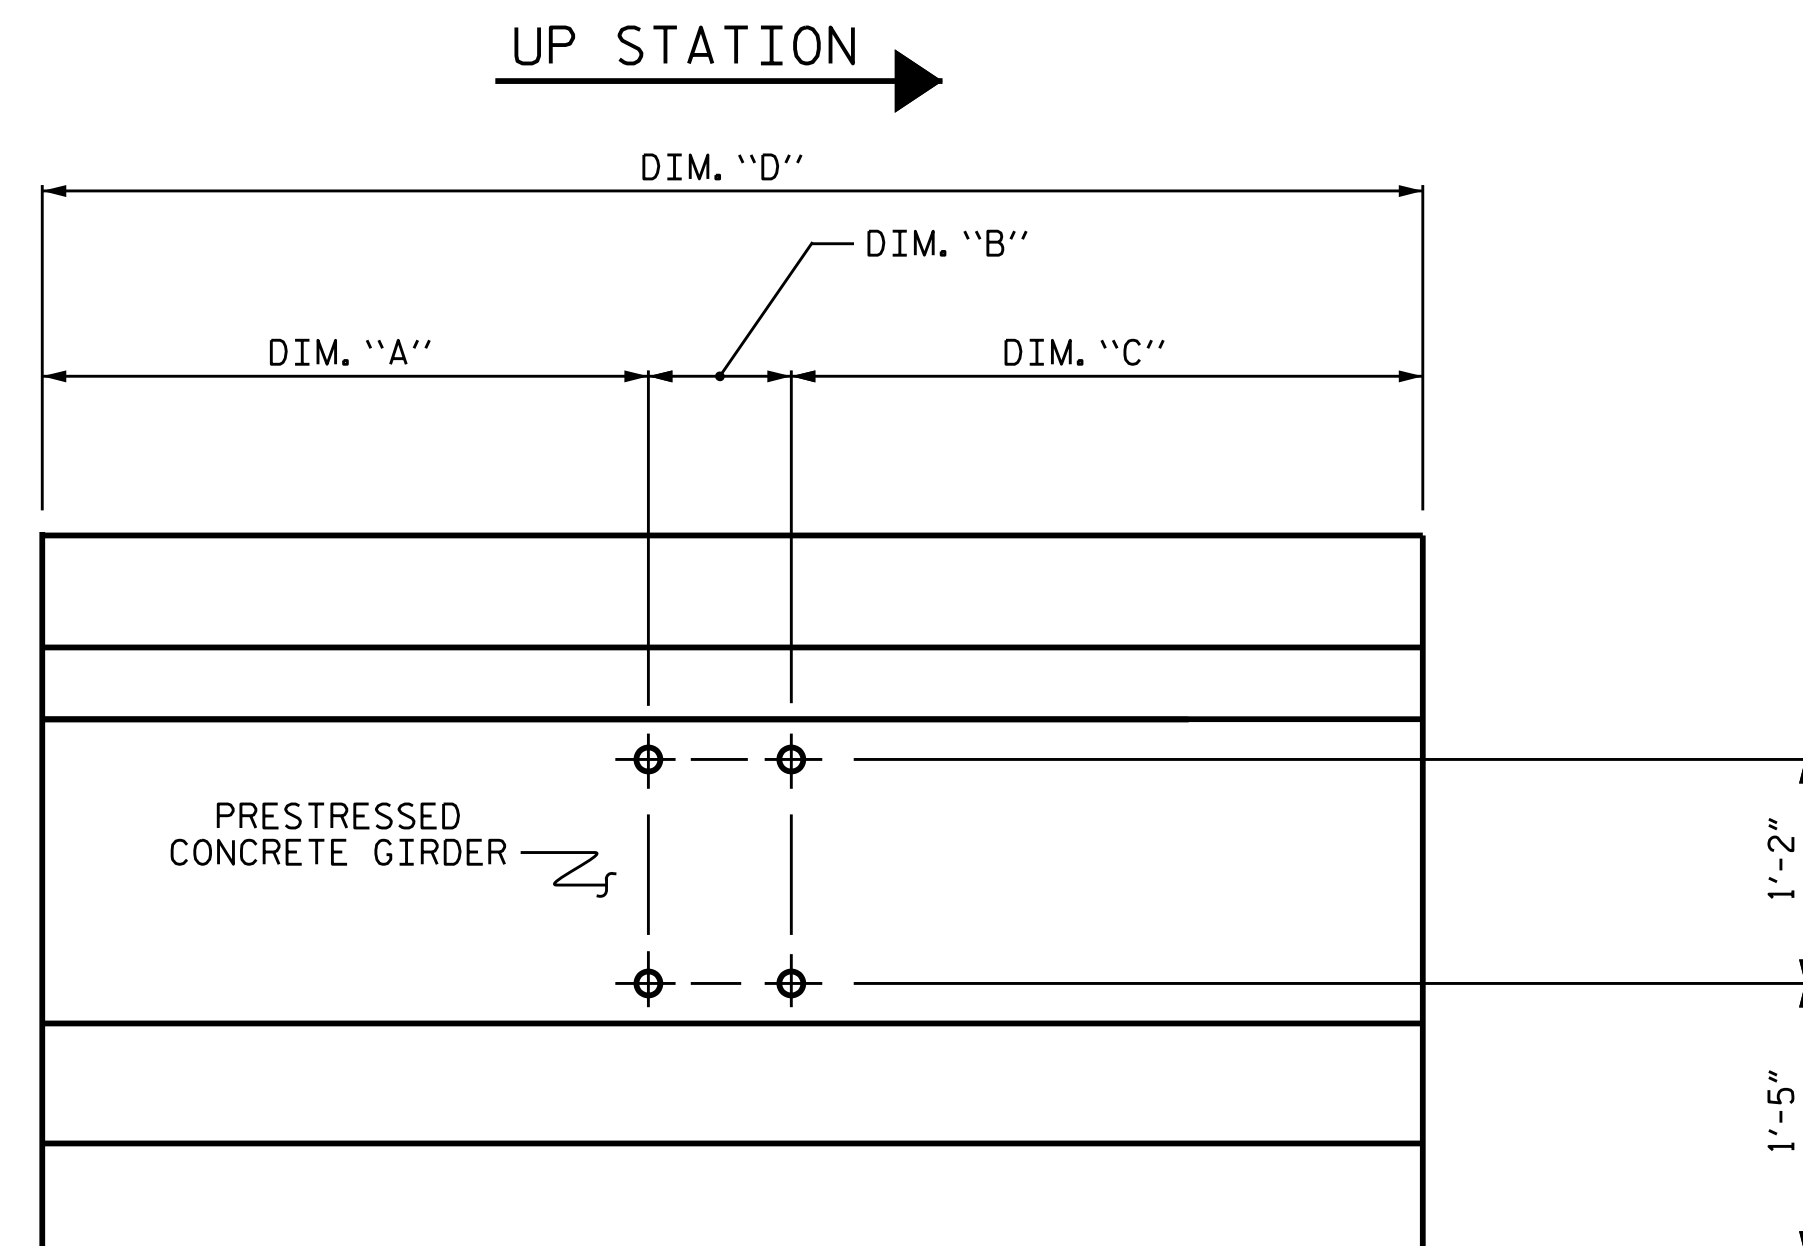 UP STATION
DIM. "D"
DIM. "B"
DIM. "A"
DIM. "C"
PRESTRESSED
CONCRETE GIRDER
1'-2"
1'-5"